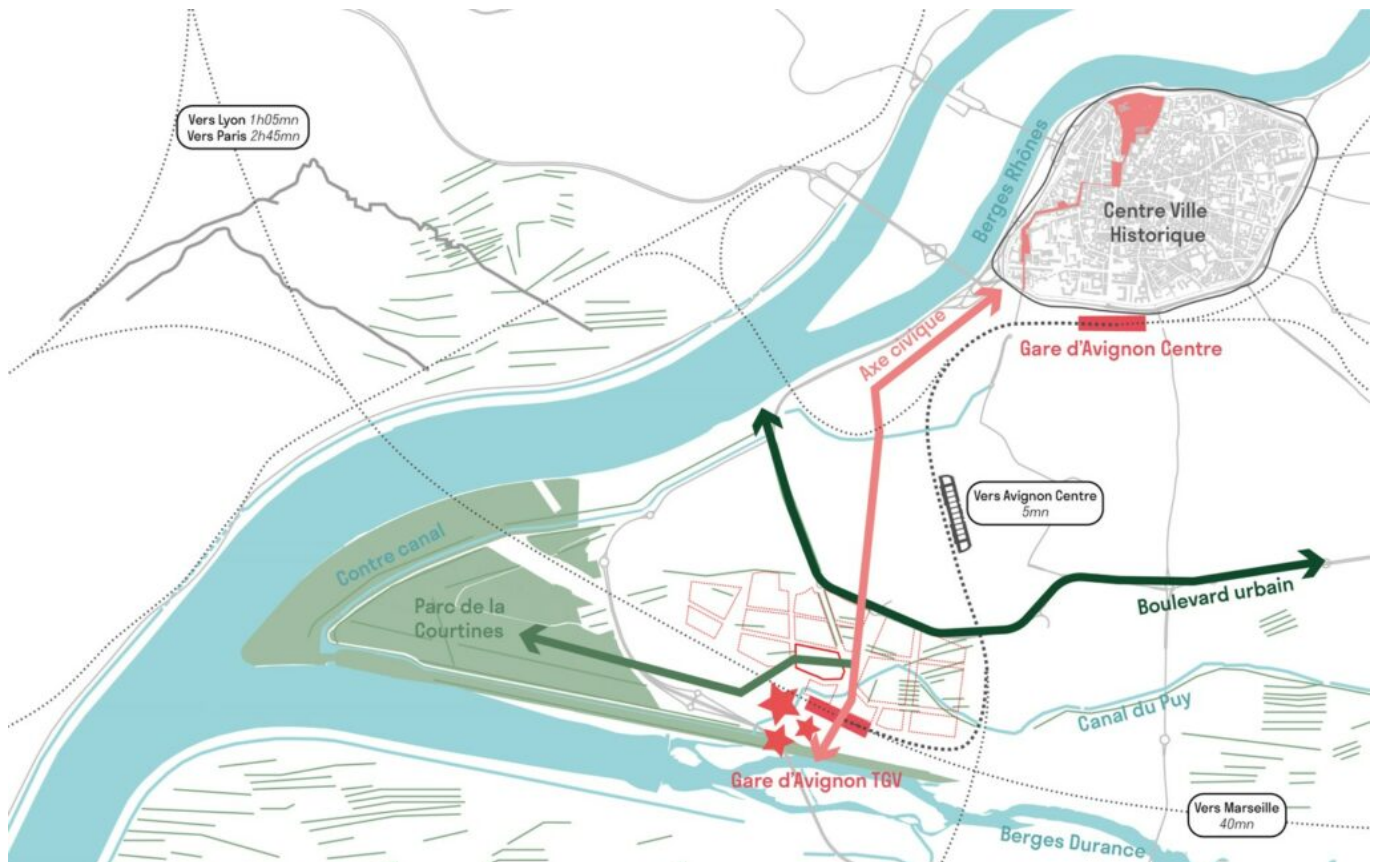 Vers Lyon 1h05mn
Vers Paris 2h45mn
Berges Rhônes
Centre Ville
Historique
Axe civique
Gare d'Avignon Centre
Vers Avignon Centre
5mn
Contre canal
Parc de la
Courtines
Boulevard urbain
Canal du Puy
Gare d'Avignon TGV
Vers Marseille
40mn
Berges Durance